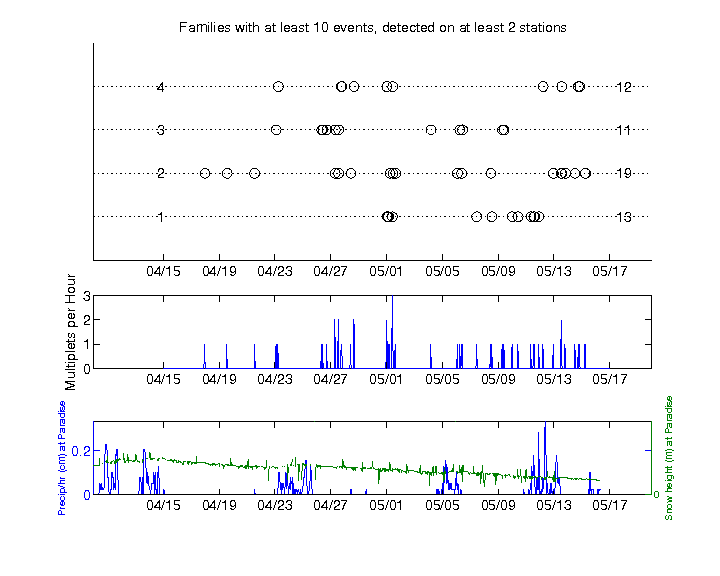 Families with at least 10 events, detected on at least 2 stations
4 12
3 11
2 19
1 13
04/15 04/19 04/23 04/27 05/01 05/05 05/09 05/13 05/17
Multiplets per Hour
3
2
1
0
04/15 04/19 04/23 04/27 05/01 05/05 05/09 05/13 05/17
Precip/hr (cm) at Paradise
0.2
0
Snow height (m) at Paradise
0
04/15 04/19 04/23 04/27 05/01 05/05 05/09 05/13 05/17